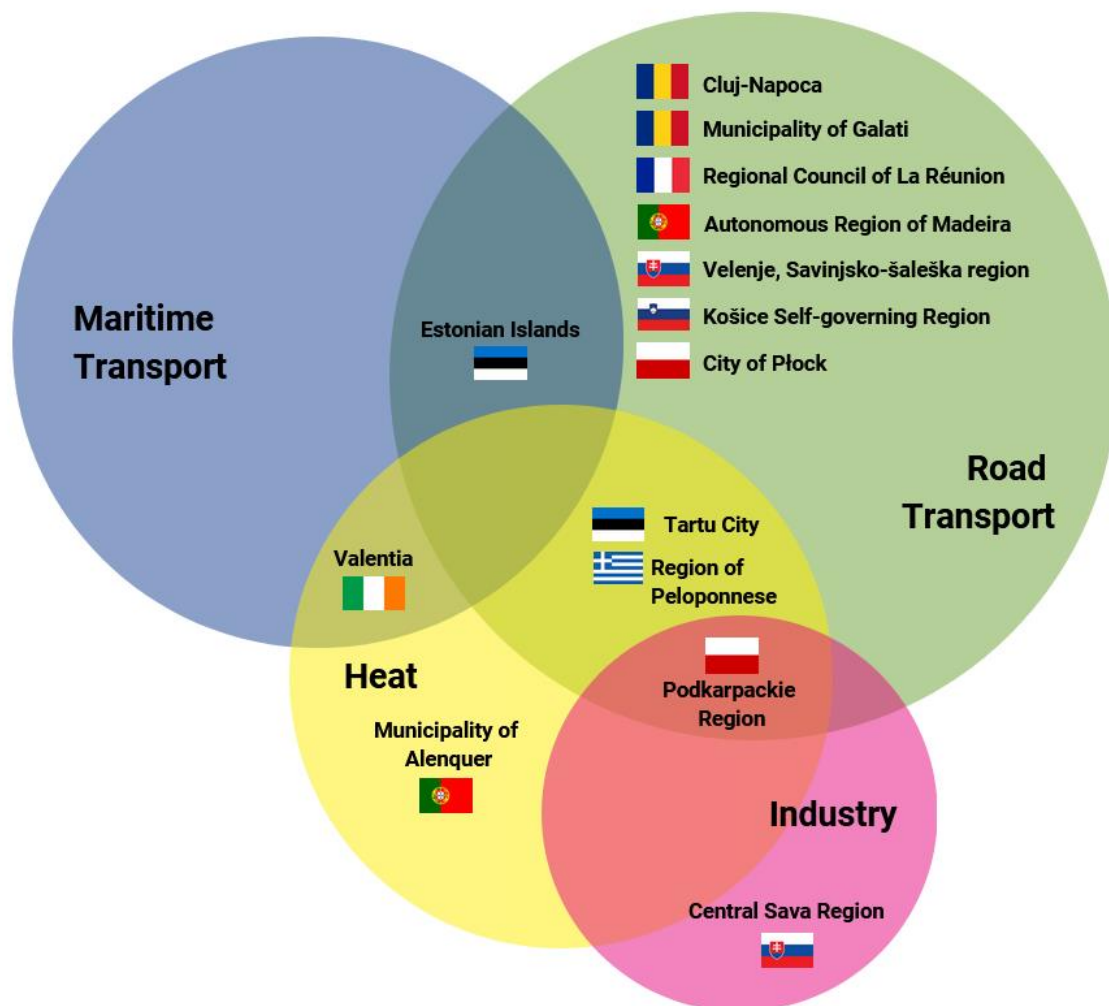 Cluj-Napoca
Municipality of Galati
Regional Council of La Réunion
Autonomous Region of Madeira
Velenje, Savinjsko-šaleška region
Košice Self-governing Region
City of Płock
Maritime
Transport
Estonian Islands
Road
Transport
Tartu City
Region of
Peloponnese
Valentia
Heat
Podkarpackie
Region
Municipality of
Alenquer
Industry
Central Sava Region